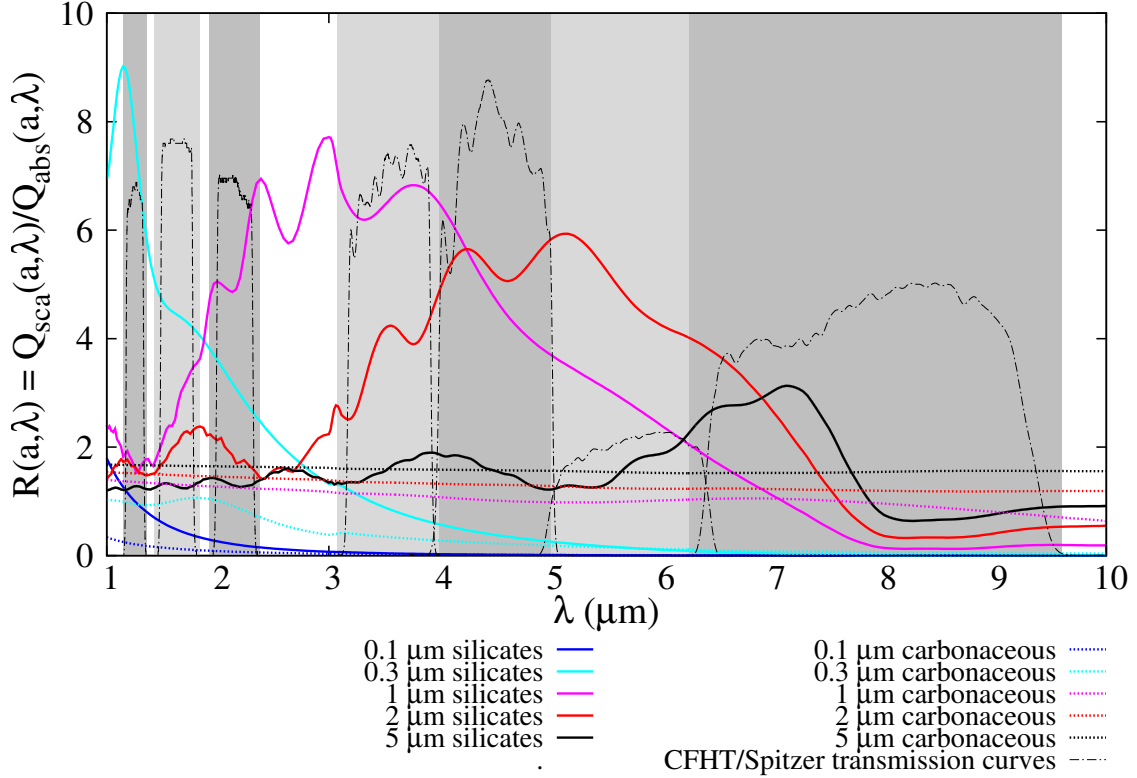 10
8
6
4
2
0
R(a,λ) = Q_sca(a,λ)/Q_abs(a,λ)
1 2 3 4 5 6 7 8 9 10
λ (μm)
0.1 μm silicates
0.3 μm silicates
1 μm silicates
2 μm silicates
5 μm silicates
.
0.1 μm carbonaceous
0.3 μm carbonaceous
1 μm carbonaceous
2 μm carbonaceous
5 μm carbonaceous
CFHT/Spitzer transmission curves